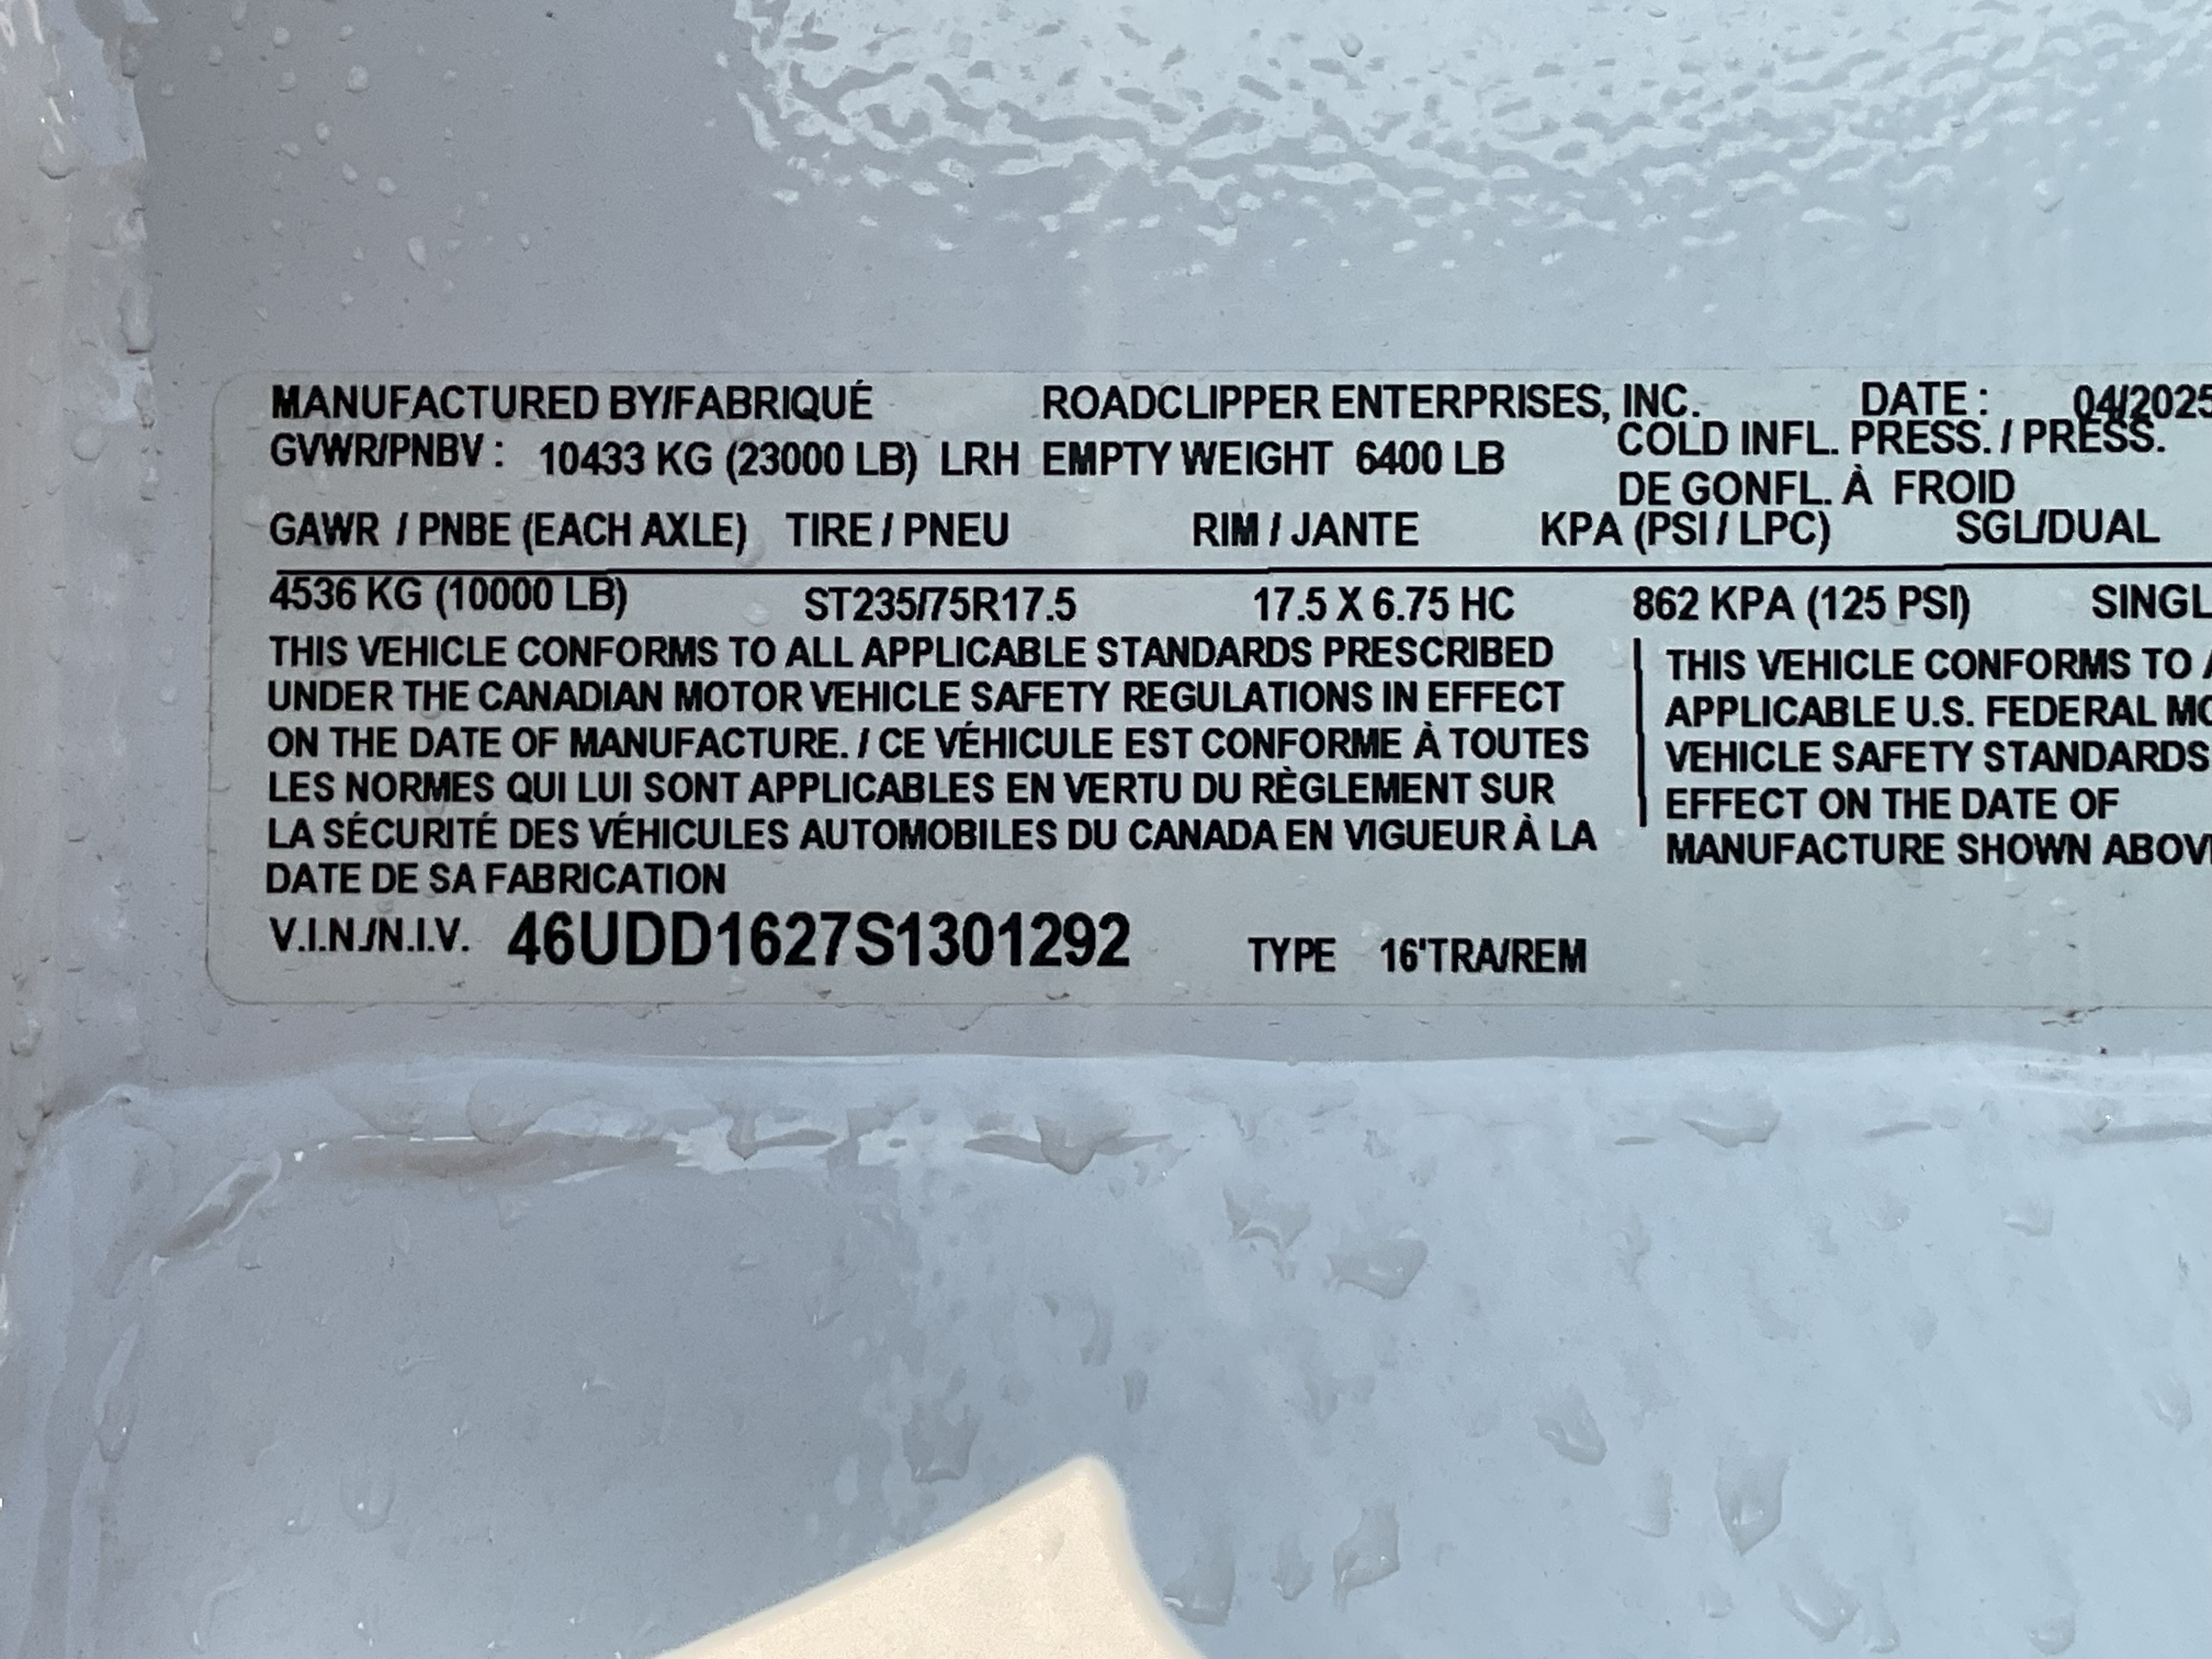 MANUFACTURED BY/FABRIQUÉ ROADCLIPPER ENTERPRISES, INC. DATE : 04/2025
GVWR/PNBV : 10433 KG (23000 LB) LRH EMPTY WEIGHT 6400 LB
COLD INFL. PRESS. / PRESS.
DE GONFL. À FROID
GAWR / PNBE (EACH AXLE) TIRE / PNEU RIM / JANTE KPA (PSI / LPC) SGL/DUAL
4536 KG (10000 LB) ST235/75R17.5 17.5 X 6.75 HC 862 KPA (125 PSI) SINGL
THIS VEHICLE CONFORMS TO ALL APPLICABLE STANDARDS PRESCRIBED
UNDER THE CANADIAN MOTOR VEHICLE SAFETY REGULATIONS IN EFFECT
ON THE DATE OF MANUFACTURE. / CE VÉHICULE EST CONFORME À TOUTES
LES NORMES QUI LUI SONT APPLICABLES EN VERTU DU RÈGLEMENT SUR
LA SÉCURITÉ DES VÉHICULES AUTOMOBILES DU CANADA EN VIGUEUR À LA
DATE DE SA FABRICATION
THIS VEHICLE CONFORMS TO A
APPLICABLE U.S. FEDERAL MO
VEHICLE SAFETY STANDARDS
EFFECT ON THE DATE OF
MANUFACTURE SHOWN ABOV
V.I.N./N.I.V. 46UDD1627S1301292 TYPE 16'TRA/REM